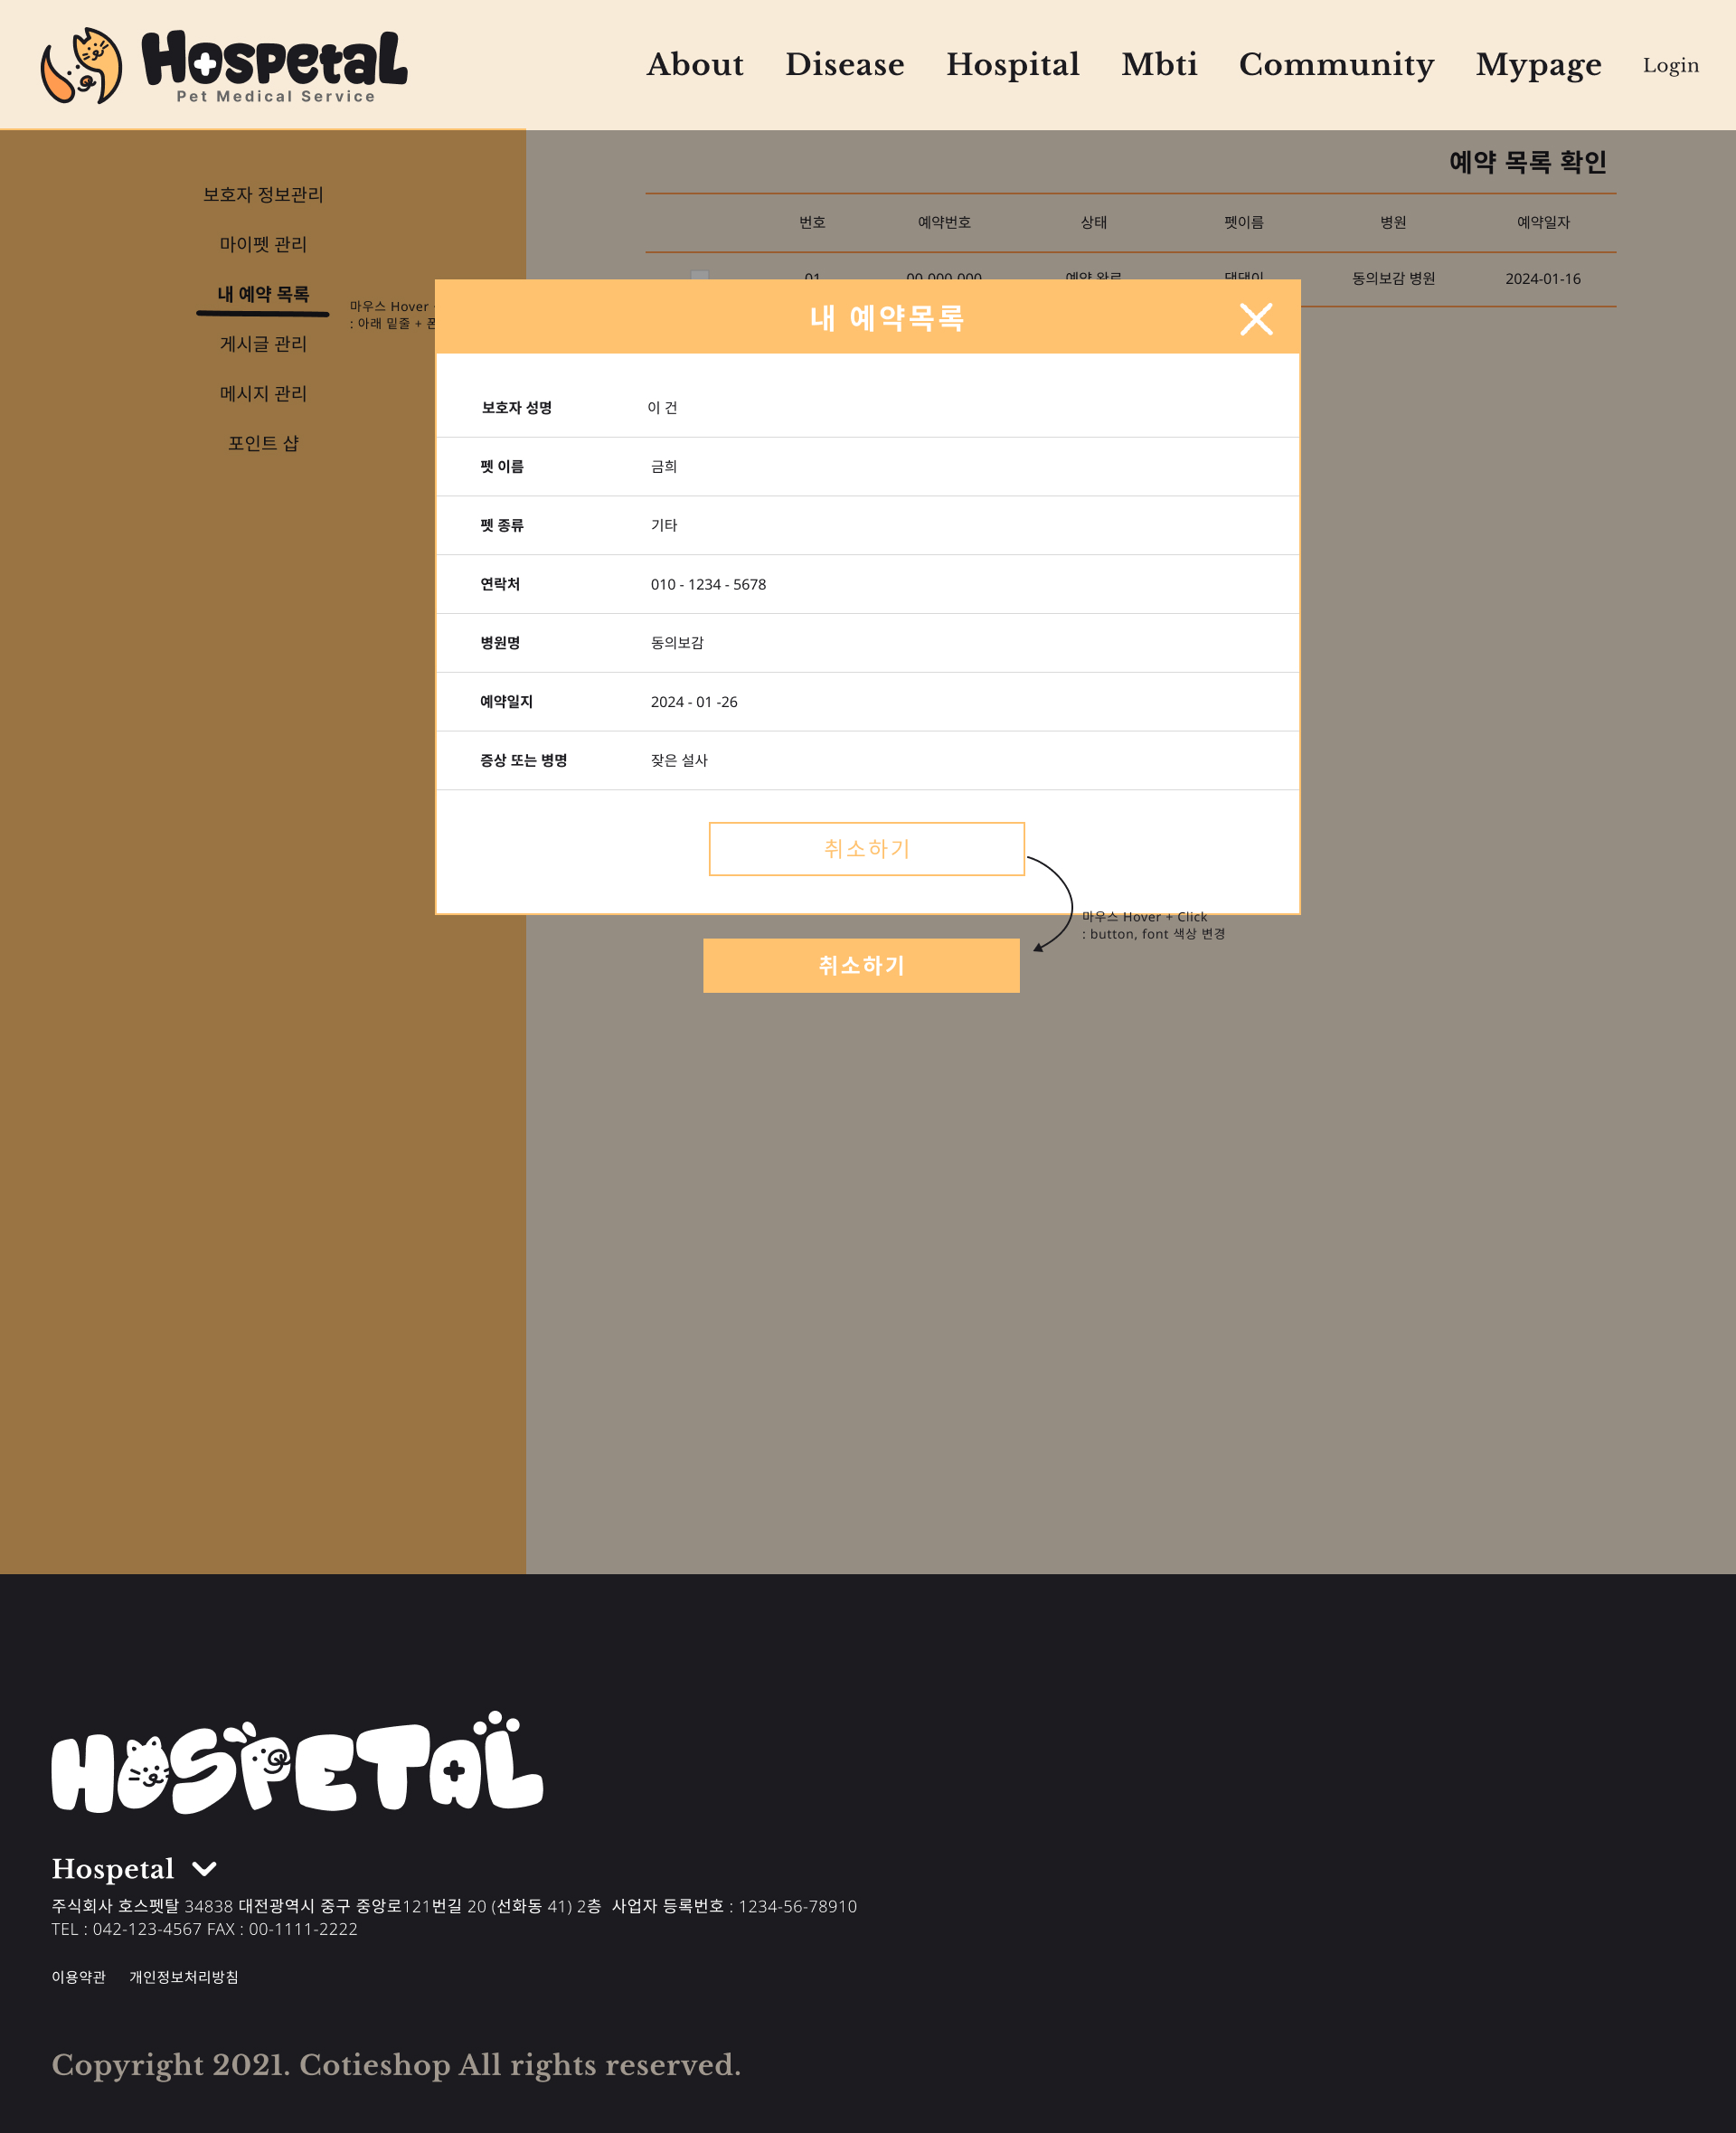 Hospetal
Pet Medical Service
About Disease Hospital Mbti Community Mypage Login
예약 목록 확인
보호자 정보관리
마이펫 관리
내 예약 목록
게시글 관리
메시지 관리
포인트 샵
마우스 Hover
: 아래 밑줄 +
번호 예약번호 상태 펫이름 병원 예약일자
01 00-000-000 예약 완료 댕댕이 동의보감 병원 2024-01-16
내 예약목록
보호자 성명 이 건
펫 이름 금희
펫 종류 기타
연락처 010 - 1234 - 5678
병원명 동의보감
예약일지 2024 - 01 -26
증상 또는 병명 잦은 설사
취소하기
마우스 Hover + Click
: button, font 색상 변경
취소하기
HOSPETAL
Hospetal
주식회사 호스펫탈 34838 대전광역시 중구 중앙로121번길 20 (선화동 41) 2층 사업자 등록번호 : 1234-56-78910
TEL : 042-123-4567 FAX : 00-1111-2222
이용약관 개인정보처리방침
Copyright 2021. Cotieshop All rights reserved.